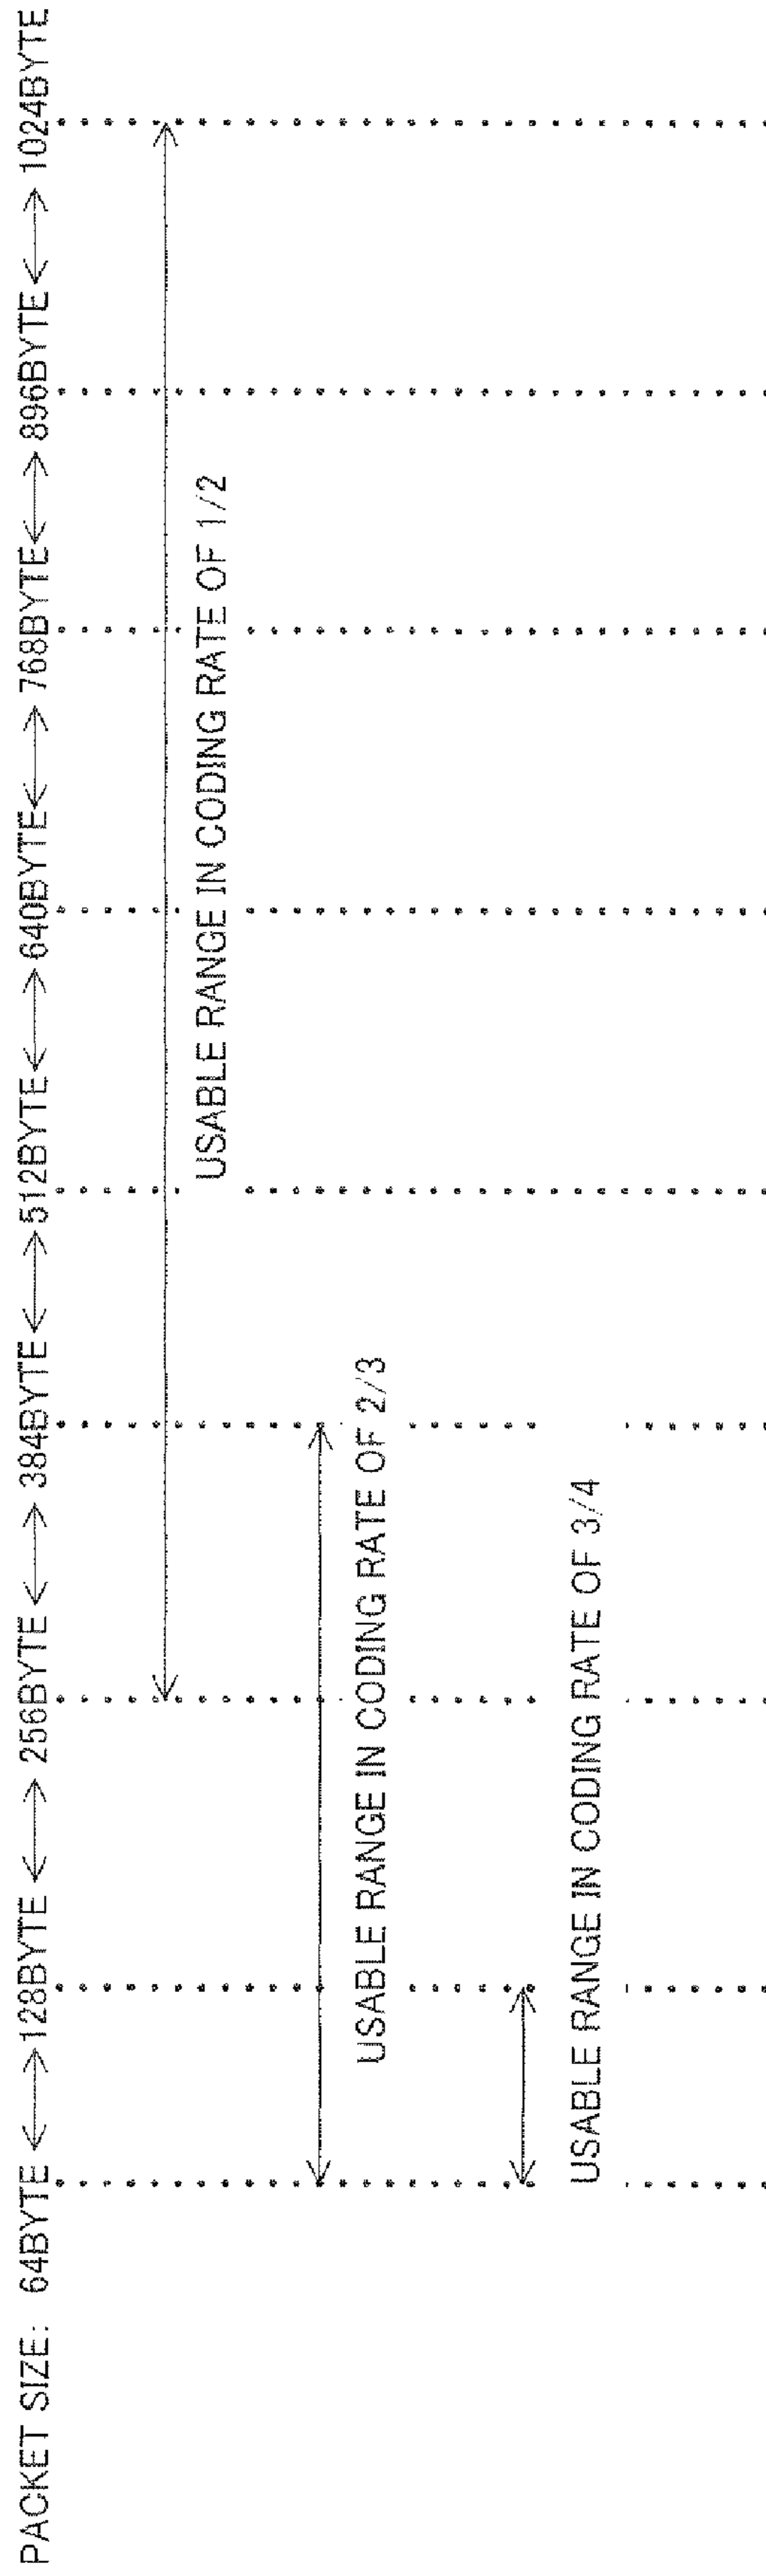 PACKET SIZE: 64BYTE 128BYTE 256BYTE 384BYTE 512BYTE 640BYTE 768BYTE 896BYTE 1024BYTE
USABLE RANGE IN CODING RATE OF 1/2
USABLE RANGE IN CODING RATE OF 2/3
USABLE RANGE IN CODING RATE OF 3/4